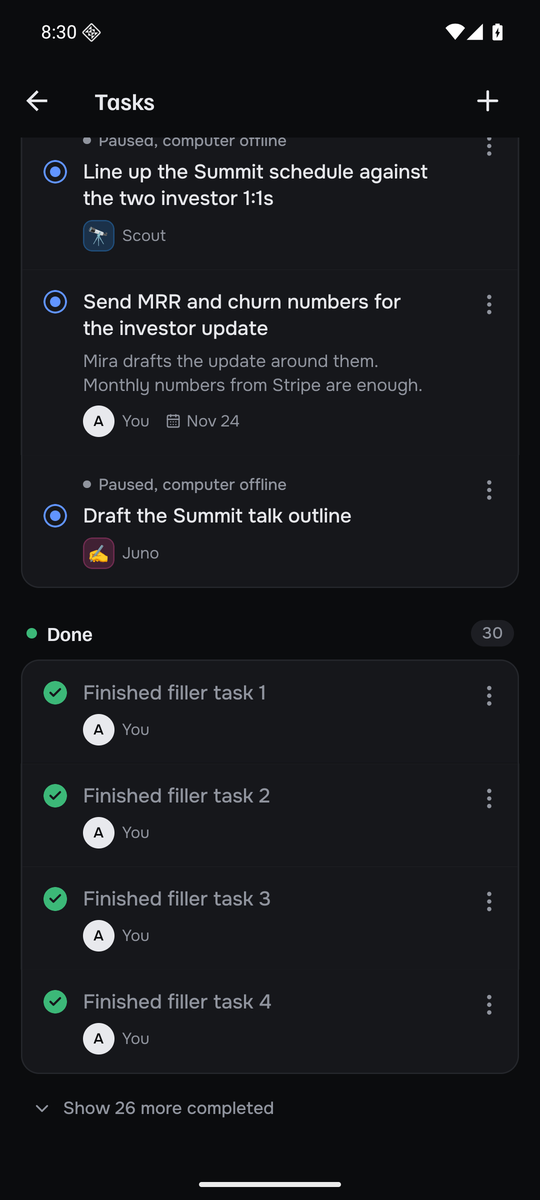 8:30
Tasks
Paused, computer offline
Line up the Summit schedule against
the two investor 1:1s
Scout
Send MRR and churn numbers for
the investor update
Mira drafts the update around them.
Monthly numbers from Stripe are enough.
A You Nov 24
Paused, computer offline
Draft the Summit talk outline
Juno
Done 30
Finished filler task 1
A You
Finished filler task 2
A You
Finished filler task 3
A You
Finished filler task 4
A You
Show 26 more completed